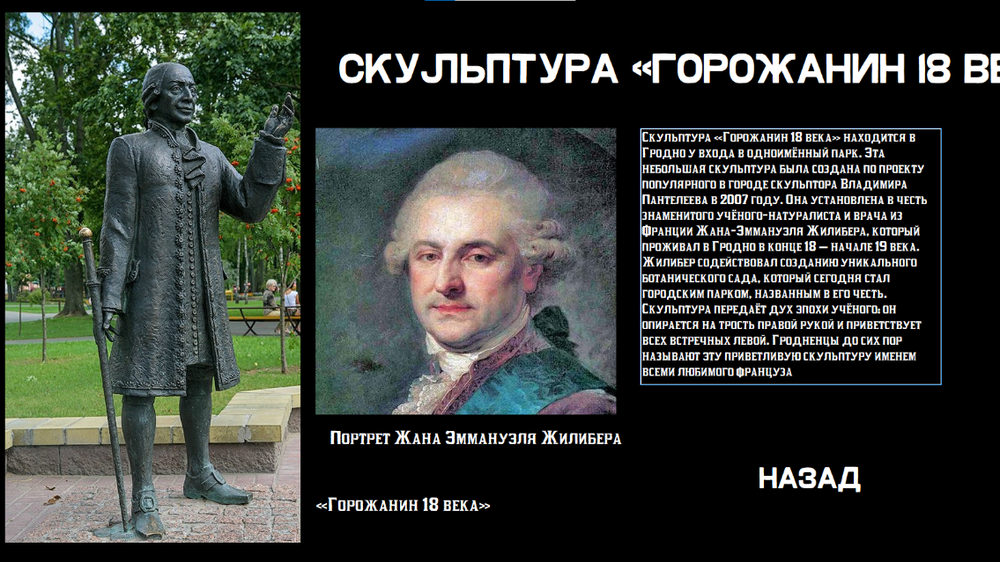 СКУЛЬПТУРА «ГОРОЖАНИН 18 ВЕ
Скульптура «Горожанин 18 века» находится в
Гродно у входа в одноимённый парк. Эта
небольшая скульптура была создана по проекту
популярного в городе скульптора Владимира
Пантелеева в 2007 году. Она установлена в честь
знаменитого учёного-натуралиста и врача из
Франции Жана-Эммануэля Жилибера, который
проживал в Гродно в конце 18 — начале 19 века.
Жилибер содействовал созданию уникального
ботанического сада, который сегодня стал
городским парком, названным в его честь.
Скульптура передаёт дух эпохи учёного: он
опирается на трость правой рукой и приветствует
всех встречных левой. Гродненцы до сих пор
называют эту приветливую скульптуру именем
всеми любимого француза
Портрет Жана Эммануэля Жилибера
НАЗАД
«Горожанин 18 века»